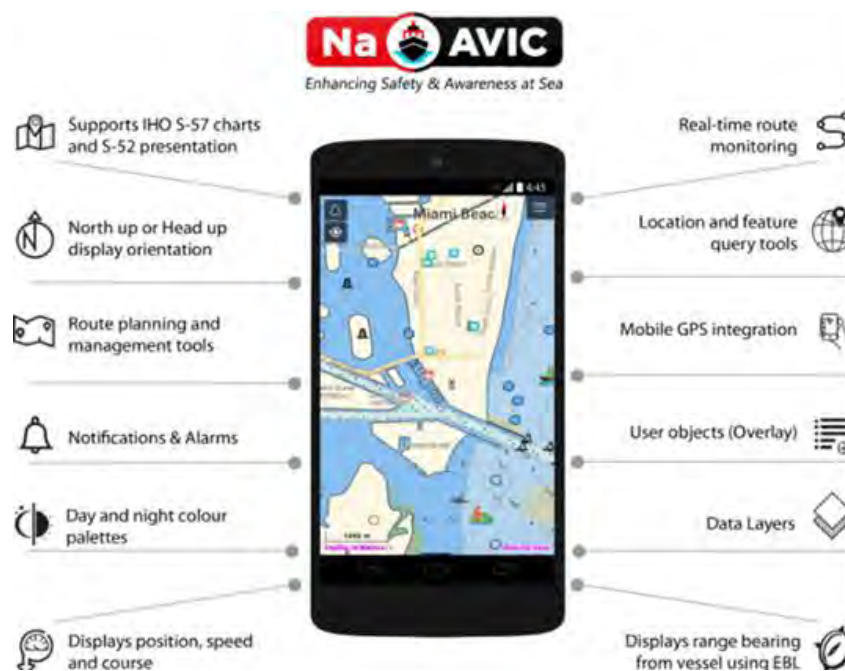 Na AVIC
Enhancing Safety & Awareness at Sea
Supports IHO S-57 charts
and S-52 presentation
North up or Head up
display orientation
Route planning and
management tools
Notifications & Alarms
Day and night colour
palettes
Displays position, speed
and course
4:45
Miami Beac
Real-time route
monitoring
Location and feature
query tools
Mobile GPS integration
User objects (Overlay)
Data Layers
Displays range bearing
from vessel using EBL